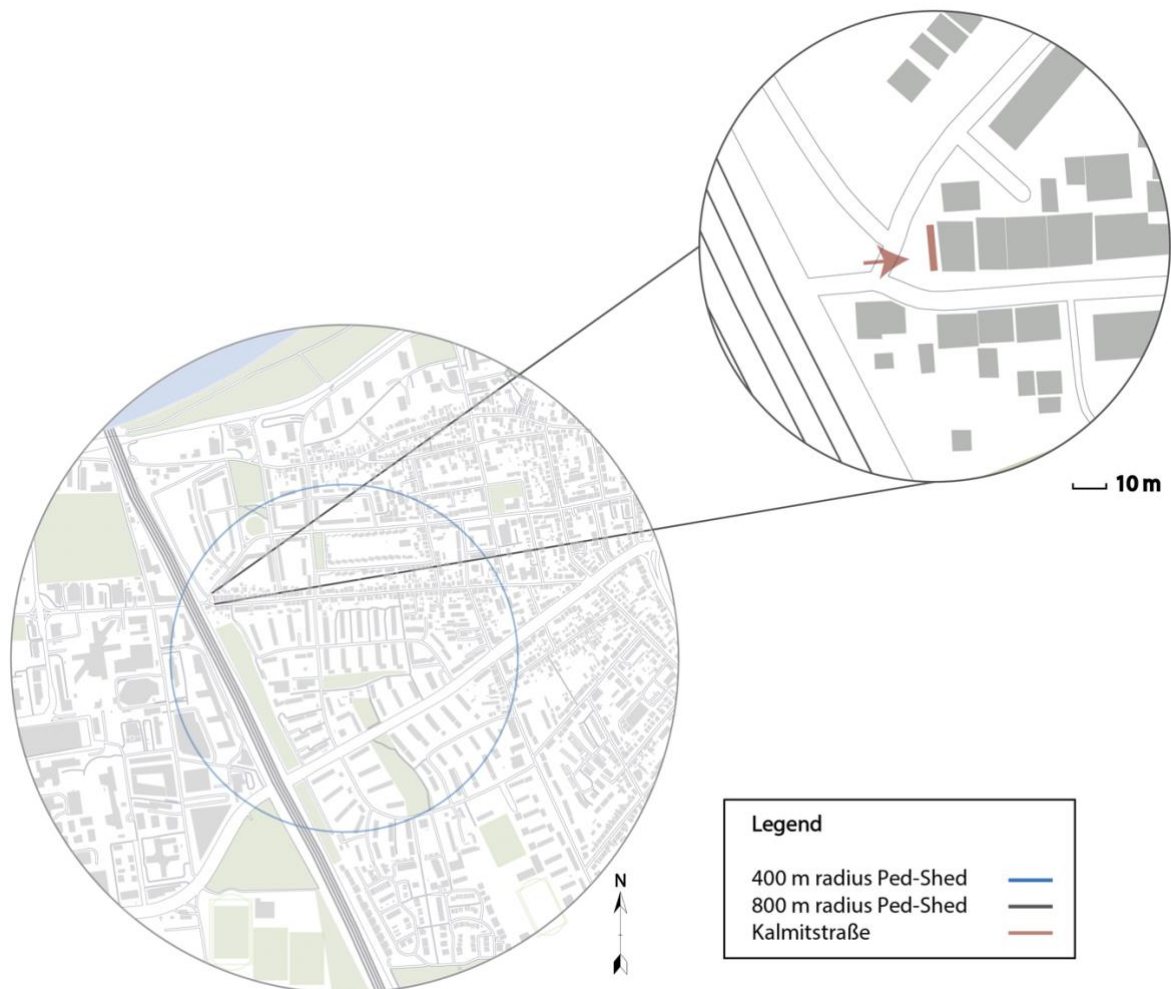 10 m
N
Legend
400 m radius Ped-Shed
800 m radius Ped-Shed
Kalmitstraße